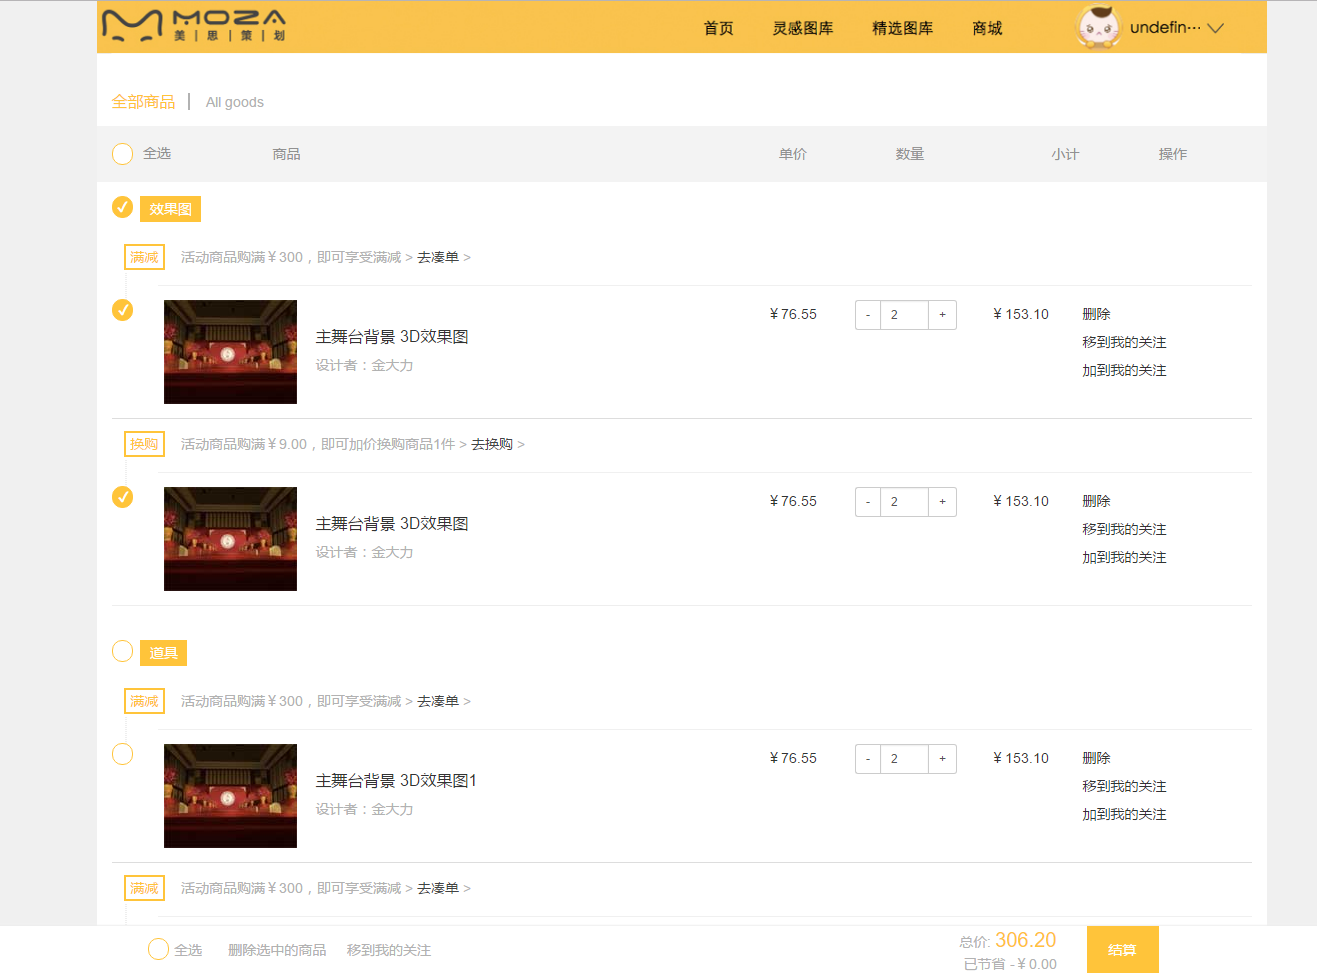 MOZA
美 | 思 | 策 | 划
首页 灵感图库 精选图库 商城 undefin···
全部商品 | All goods
全选 商品 单价 数量 小计 操作
效果图
满减 活动商品购满￥300，即可享受满减 > 去凑单 >
￥76.55 - 2 + ￥153.10 删除
主舞台背景 3D效果图 移到我的关注
设计者：金大力 加到我的关注
换购 活动商品购满￥9.00，即可加价换购商品1件 > 去换购 >
￥76.55 - 2 + ￥153.10 删除
主舞台背景 3D效果图 移到我的关注
设计者：金大力 加到我的关注
道具
满减 活动商品购满￥300，即可享受满减 > 去凑单 >
￥76.55 - 2 + ￥153.10 删除
主舞台背景 3D效果图1 移到我的关注
设计者：金大力 加到我的关注
满减 活动商品购满￥300，即可享受满减 > 去凑单 >
全选 删除选中的商品 移到我的关注 总价: 306.20 结算
已节省 -￥0.00